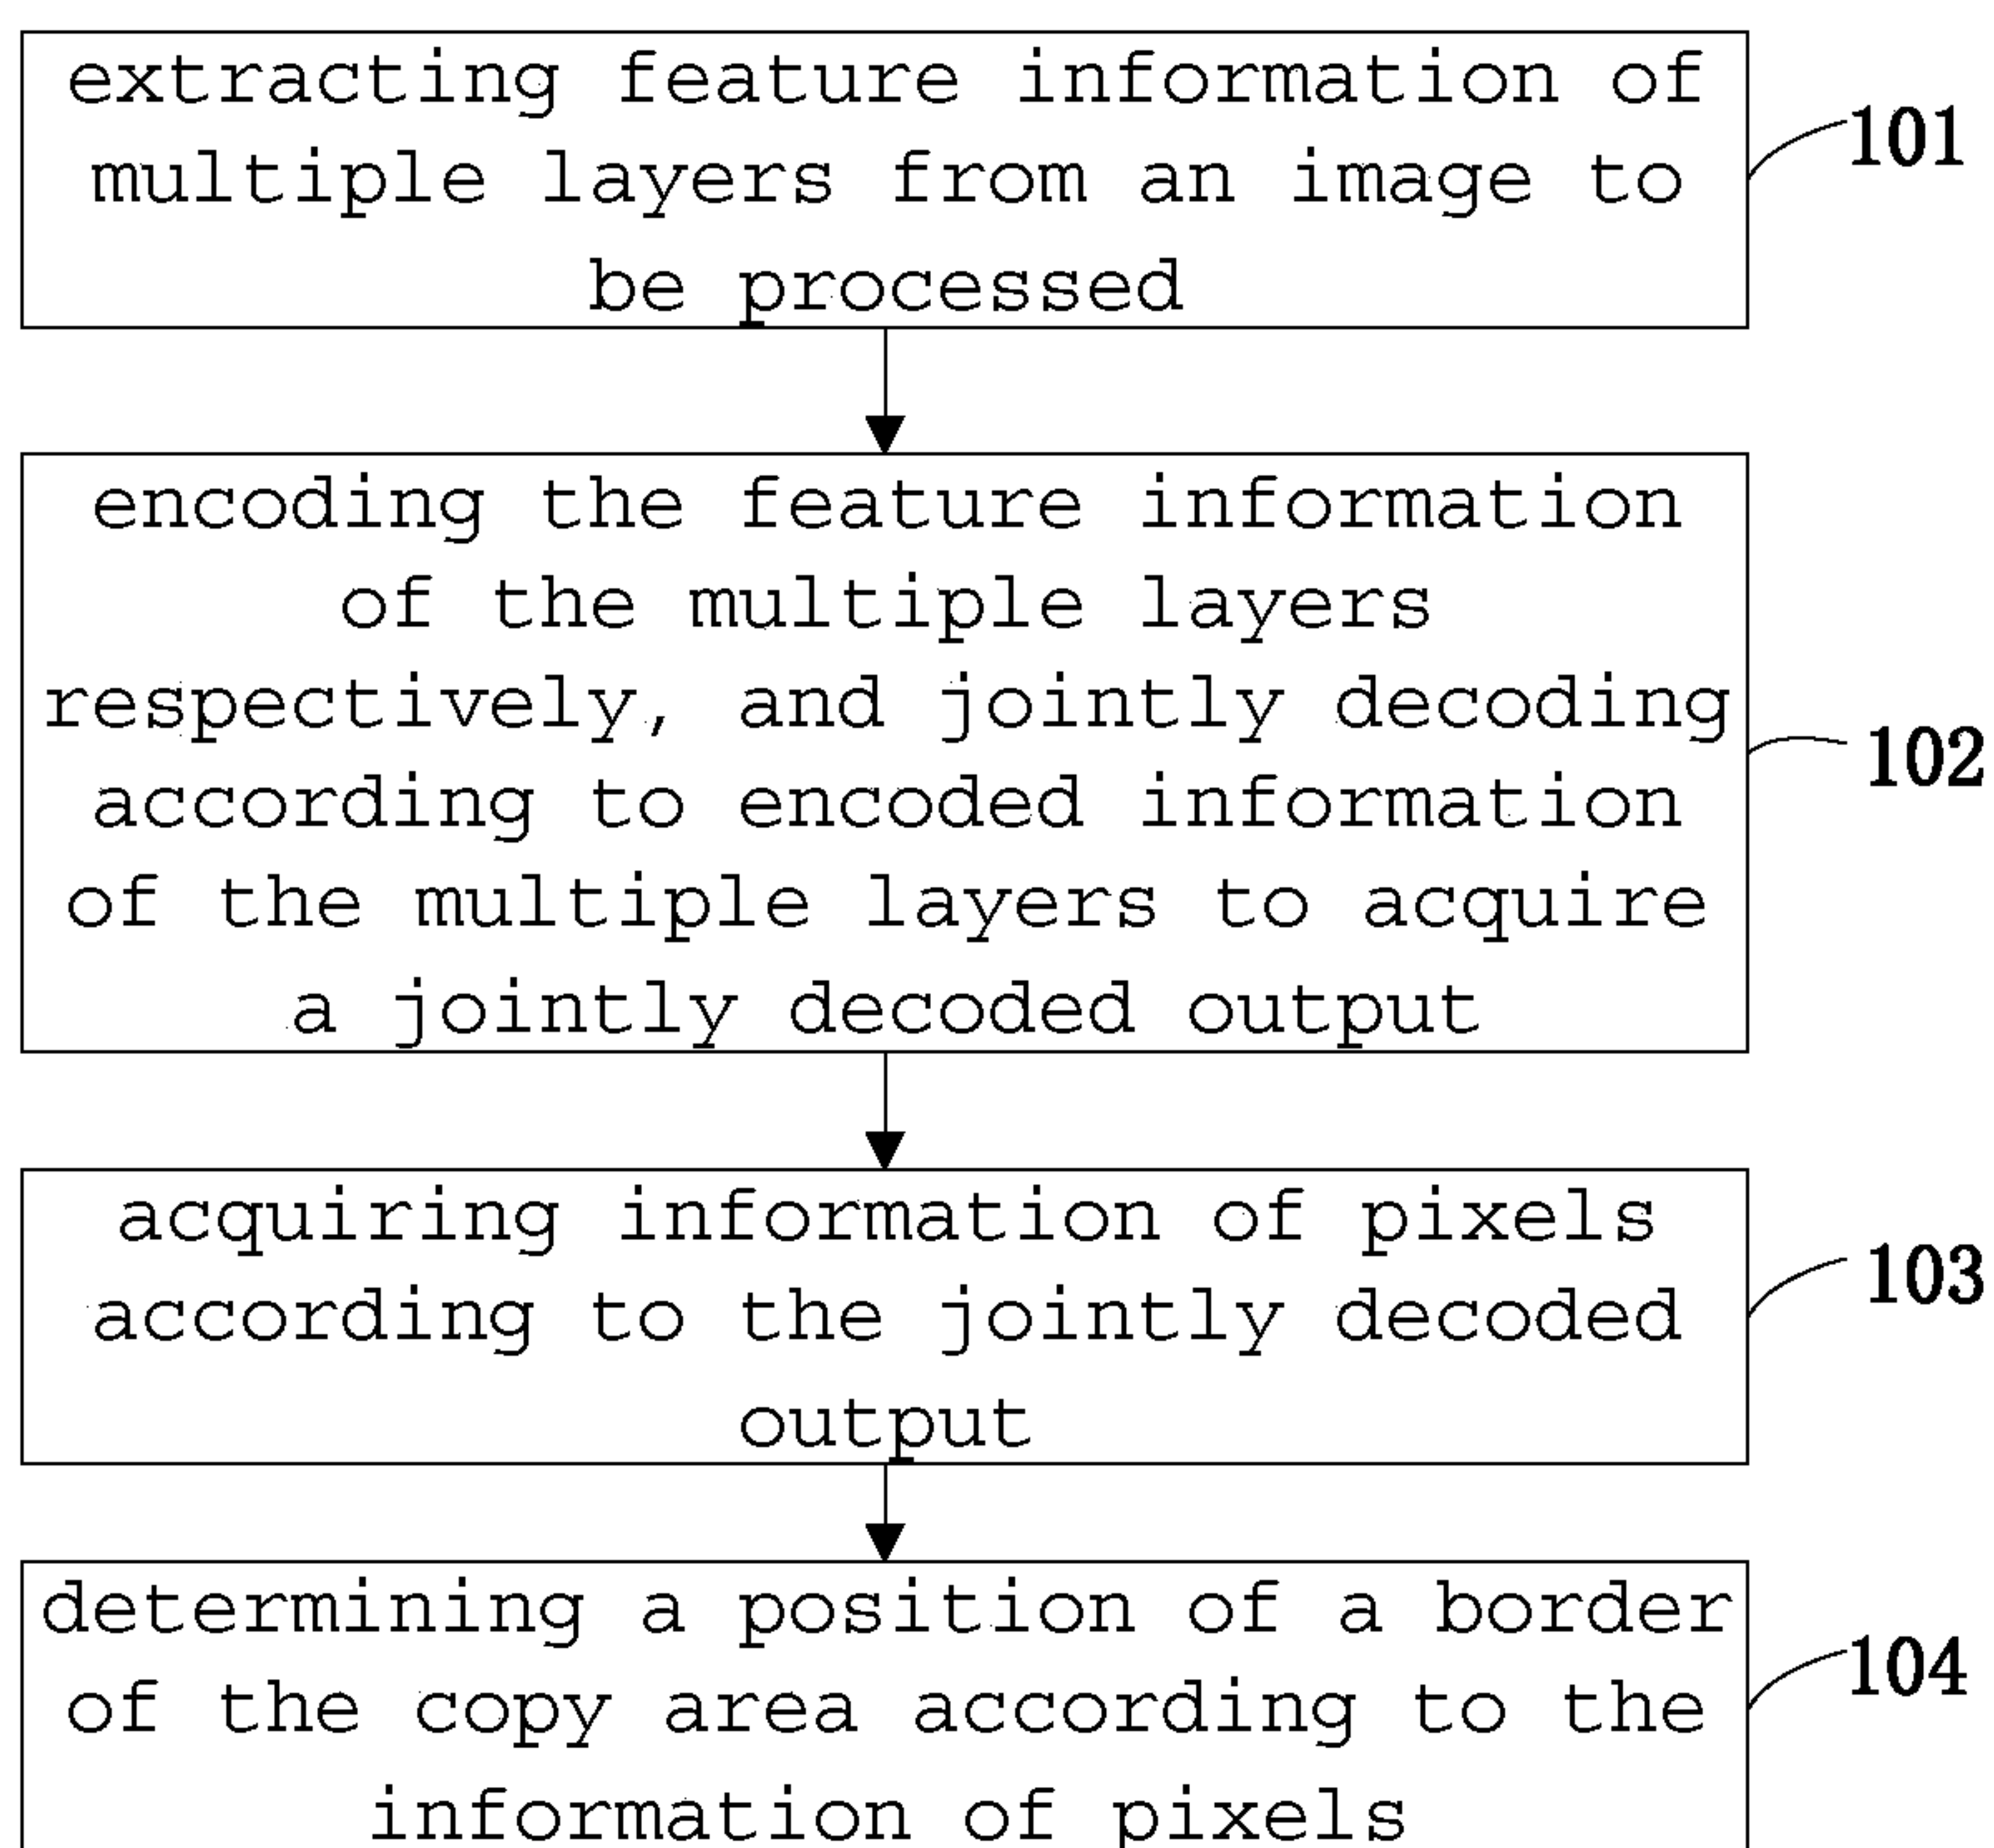 extracting feature information of
multiple layers from an image to
be processed
101
encoding the feature information
of the multiple layers
respectively, and jointly decoding
according to encoded information
of the multiple layers to acquire
a jointly decoded output
102
acquiring information of pixels
according to the jointly decoded
output
103
determining a position of a border
of the copy area according to the
information of pixels
104